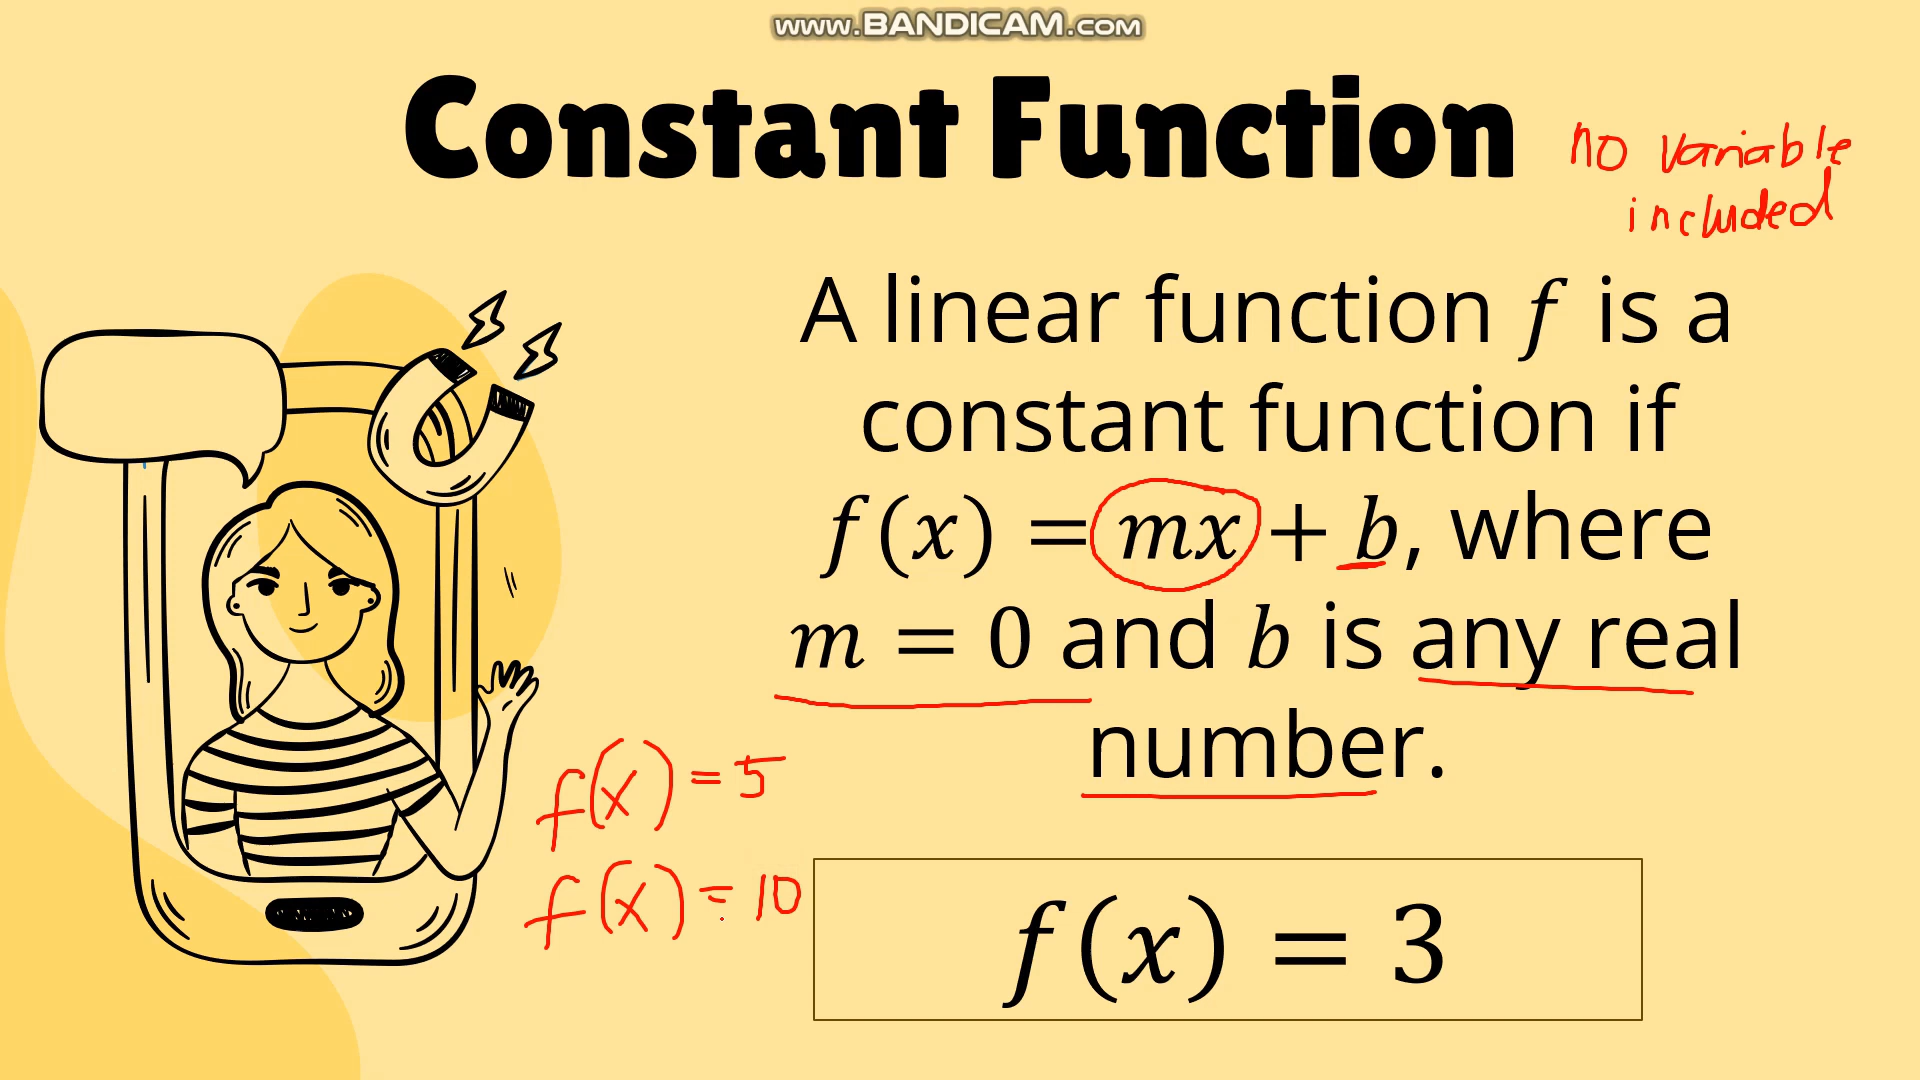 www.BANDICAM.com
Constant Function
no variable
included
A linear function f is a
constant function if
f(x) = mx + b, where
m = 0 and b is any real
number.
f(x) = 5
f(x) = 10
f(x) = 3